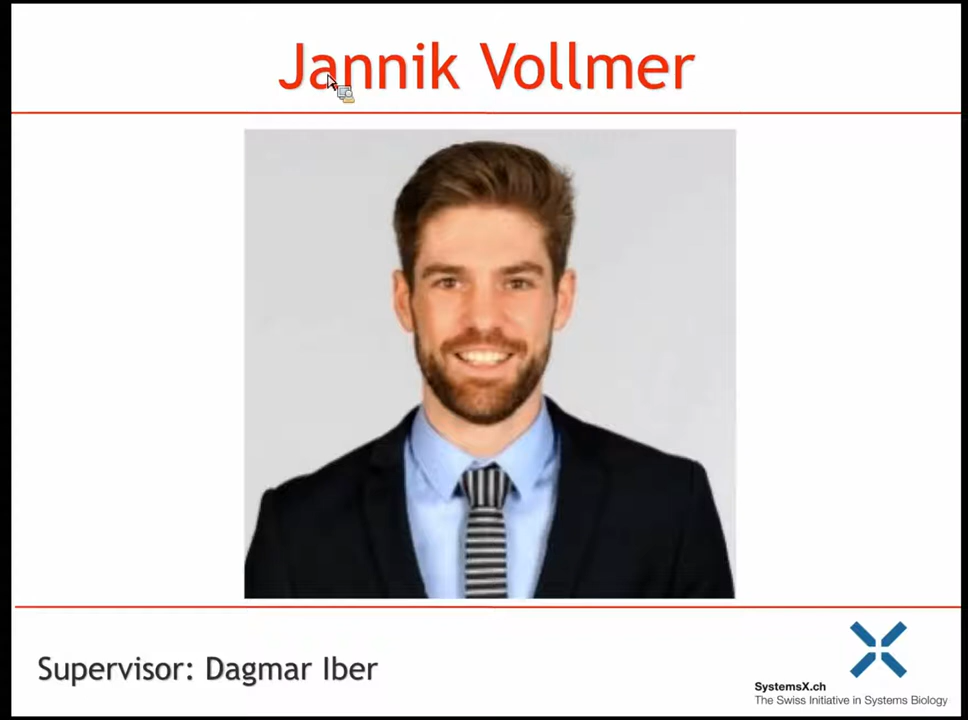 Jannik Vollmer
Supervisor: Dagmar Iber
SystemsX.ch
The Swiss Initiative in Systems Biology